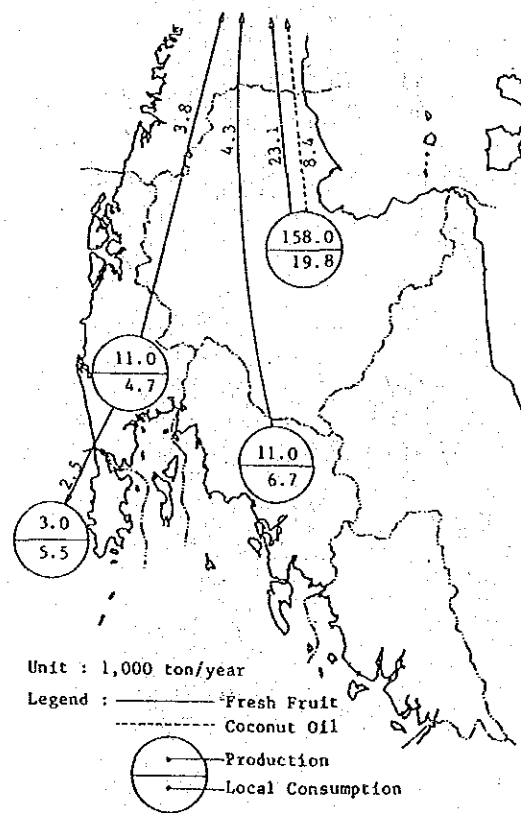 3.8
4.3
23.1
8.4
158.0
19.8
11.0
4.7
11.0
6.7
2.5
3.0
5.5
Unit : 1,000 ton/year
Legend : Fresh Fruit
Coconut Oil
Production
Local Consumption